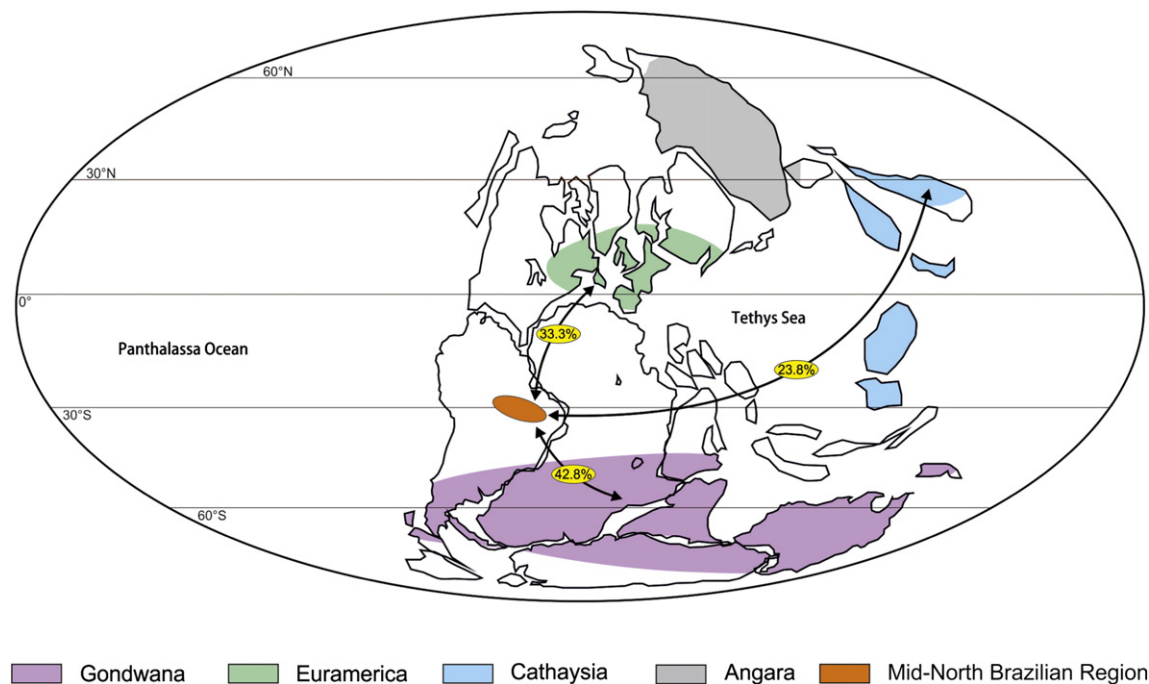 60°N
30°N
0°
33.3%
Tethys Sea
Panthalassa Ocean
23.8%
30°S
42.8%
60°S
Gondwana
Euramerica
Cathaysia
Angara
Mid-North Brazilian Region